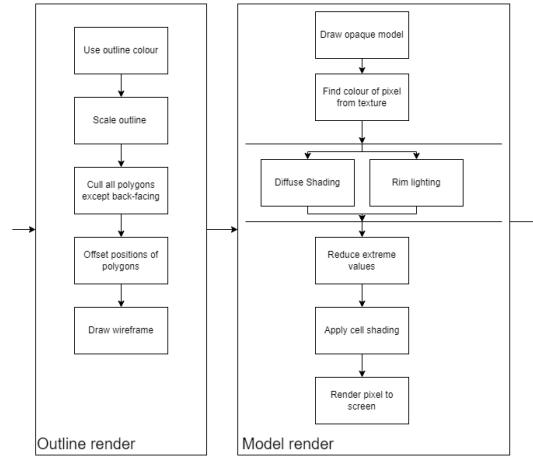 Use outline colour
Scale outline
Cull all polygons
except back-facing
Offset positions of
polygons
Draw wireframe
Outline render
Draw opaque model
Find colour of pixel
from texture
Diffuse Shading
Rim lighting
Reduce extreme
values
Apply cell shading
Render pixel to
screen
Model render